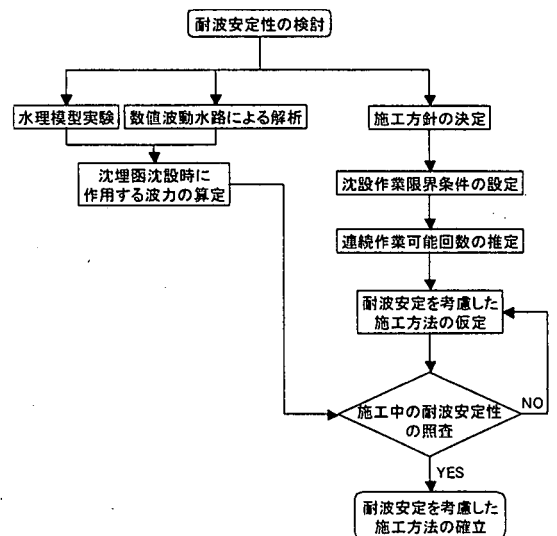 耐波安定性の検討
水理模型実験
数値波動水路による解析
施工方針の決定
沈埋函沈設時に
作用する波力の算定
沈設作業限界条件の設定
連続作業可能回数の推定
耐波安定を考慮した
施工方法の仮定
施工中の耐波安定性
の照査
NO
YES
耐波安定を考慮した
施工方法の確立